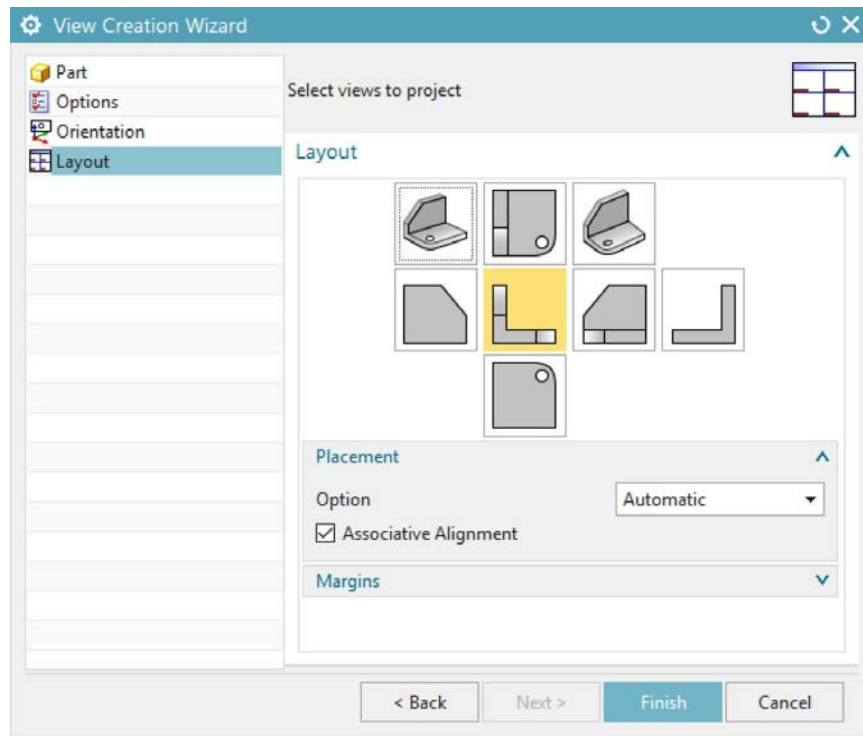 View Creation Wizard
Part
Options
Orientation
Layout
Select views to project
Layout
Placement
Option Automatic
Associative Alignment
Margins
< Back Next > Finish Cancel